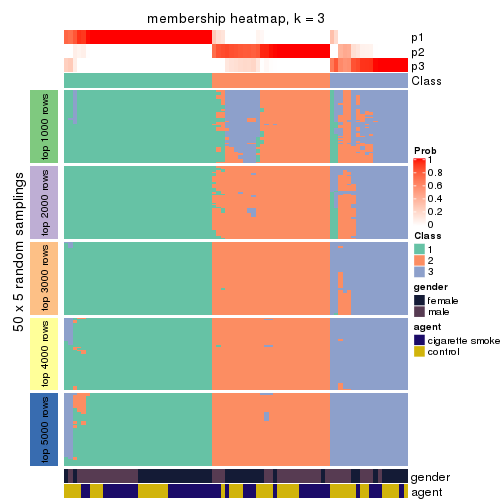 membership heatmap, k = 3
p1
p2
p3
Class
50 x 5 random samplings
top 1000 rows
top 2000 rows
top 3000 rows
top 4000 rows
top 5000 rows
Prob
1
0.8
0.6
0.4
0.2
0
Class
1
2
3
gender
female
male
agent
cigarette smoke
control
gender
agent